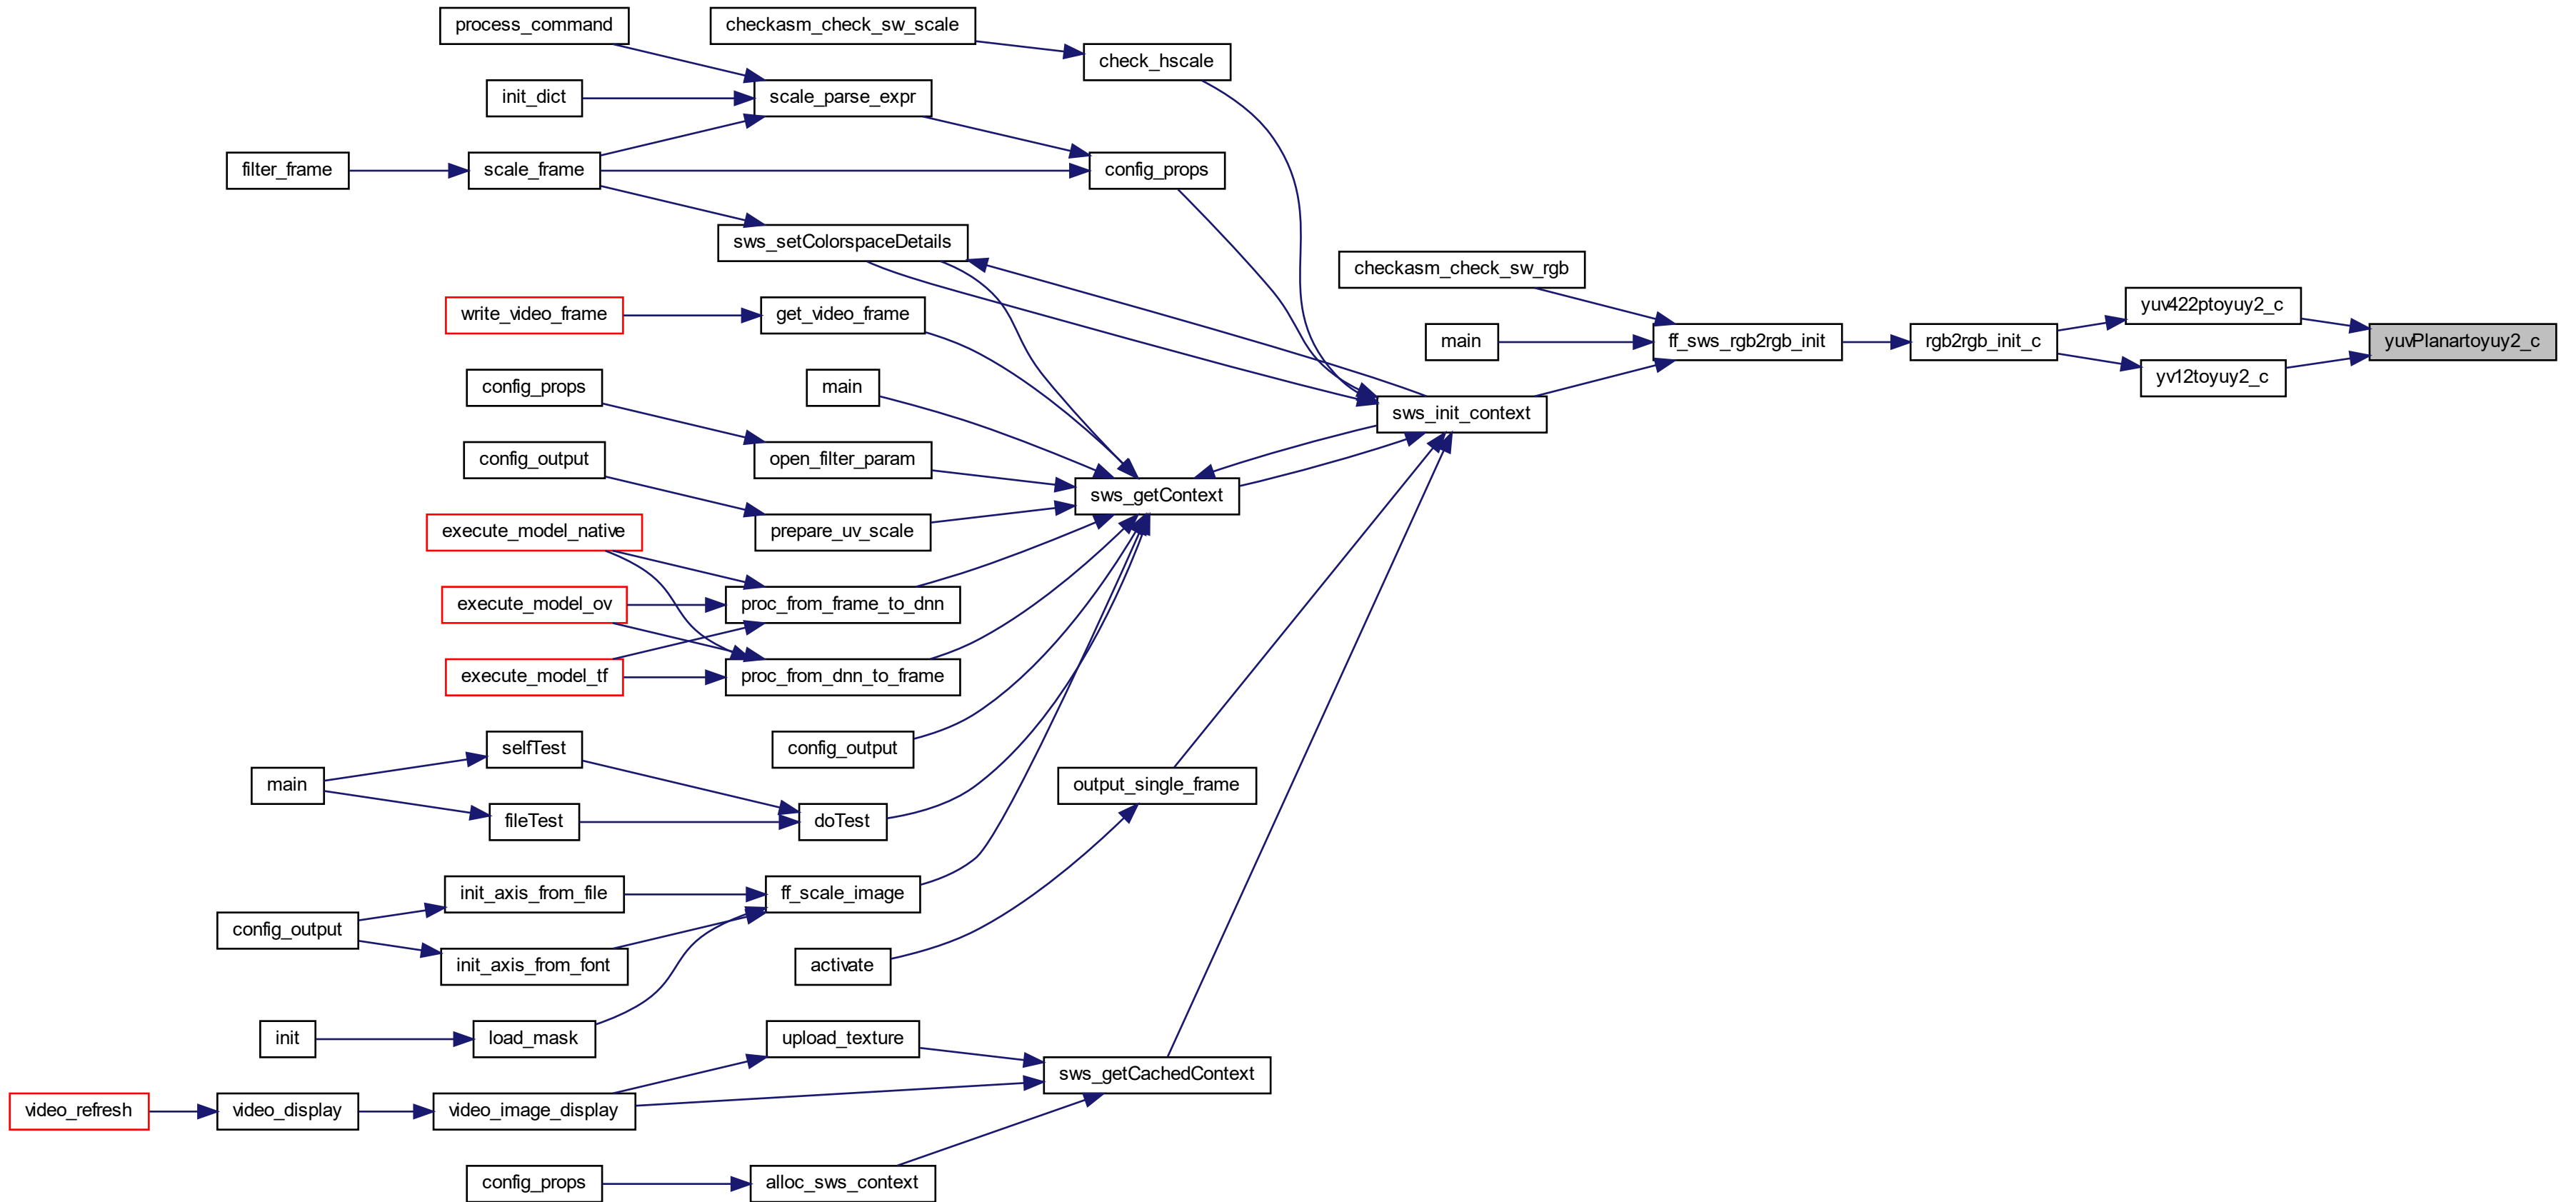 process_command
checkasm_check_sw_scale
check_hscale
init_dict
scale_parse_expr
filter_frame
scale_frame
config_props
sws_setColorspaceDetails
checkasm_check_sw_rgb
write_video_frame
get_video_frame
yuv422ptoyuy2_c
main
ff_sws_rgb2rgb_init
rgb2rgb_init_c
yuvPlanartoyuy2_c
config_props
main
yv12toyuy2_c
sws_init_context
config_output
open_filter_param
sws_getContext
execute_model_native
prepare_uv_scale
execute_model_ov
proc_from_frame_to_dnn
execute_model_tf
proc_from_dnn_to_frame
selfTest
config_output
main
output_single_frame
fileTest
doTest
init_axis_from_file
ff_scale_image
config_output
init_axis_from_font
activate
init
load_mask
upload_texture
sws_getCachedContext
video_refresh
video_display
video_image_display
config_props
alloc_sws_context